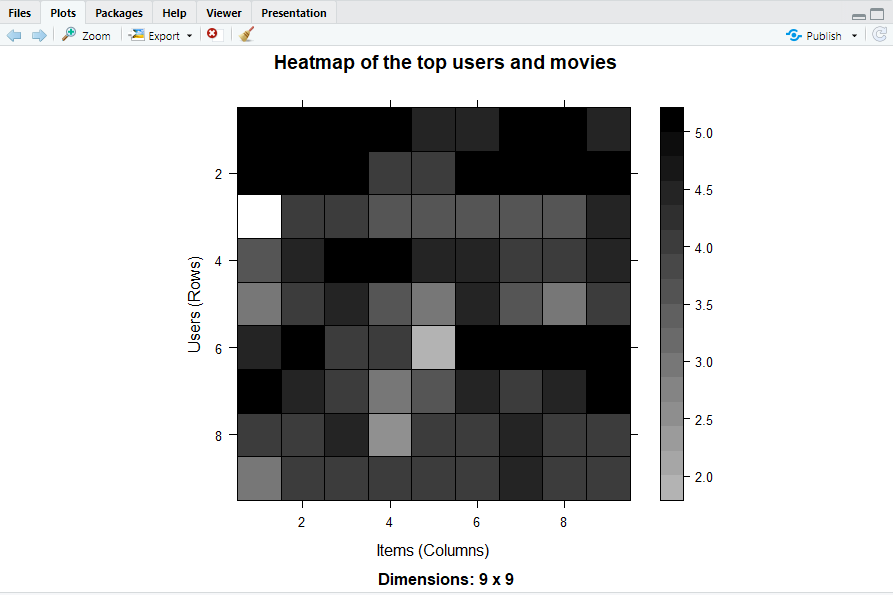 Files Plots Packages Help Viewer Presentation
Zoom Export Publish
Heatmap of the top users and movies
2
4
6
8
Users (Rows)
5.0
4.5
4.0
3.5
3.0
2.5
2.0
2 4 6 8
Items (Columns)
Dimensions: 9 x 9